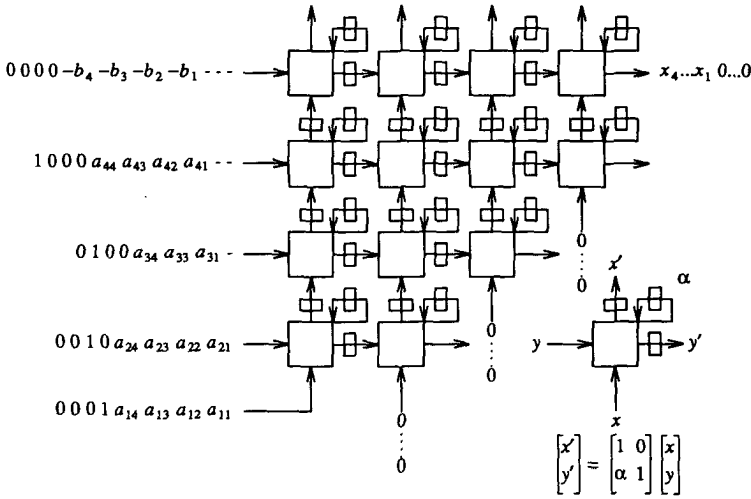 0 0 0 0 –b₄ –b₃ –b₂ –b₁ · · ·
x₄...x₁ 0...0
1 0 0 0 a₄₄ a₄₃ a₄₂ a₄₁ · ·
0 1 0 0 a₃₄ a₃₃ a₃₁ ·
0
0
x′
α
0 0 1 0 a₂₄ a₂₃ a₂₂ a₂₁
0
0
y
y′
0 0 0 1 a₁₄ a₁₃ a₁₂ a₁₁
0
0
x
[x′ y′] = [1 0 α 1] [x y]